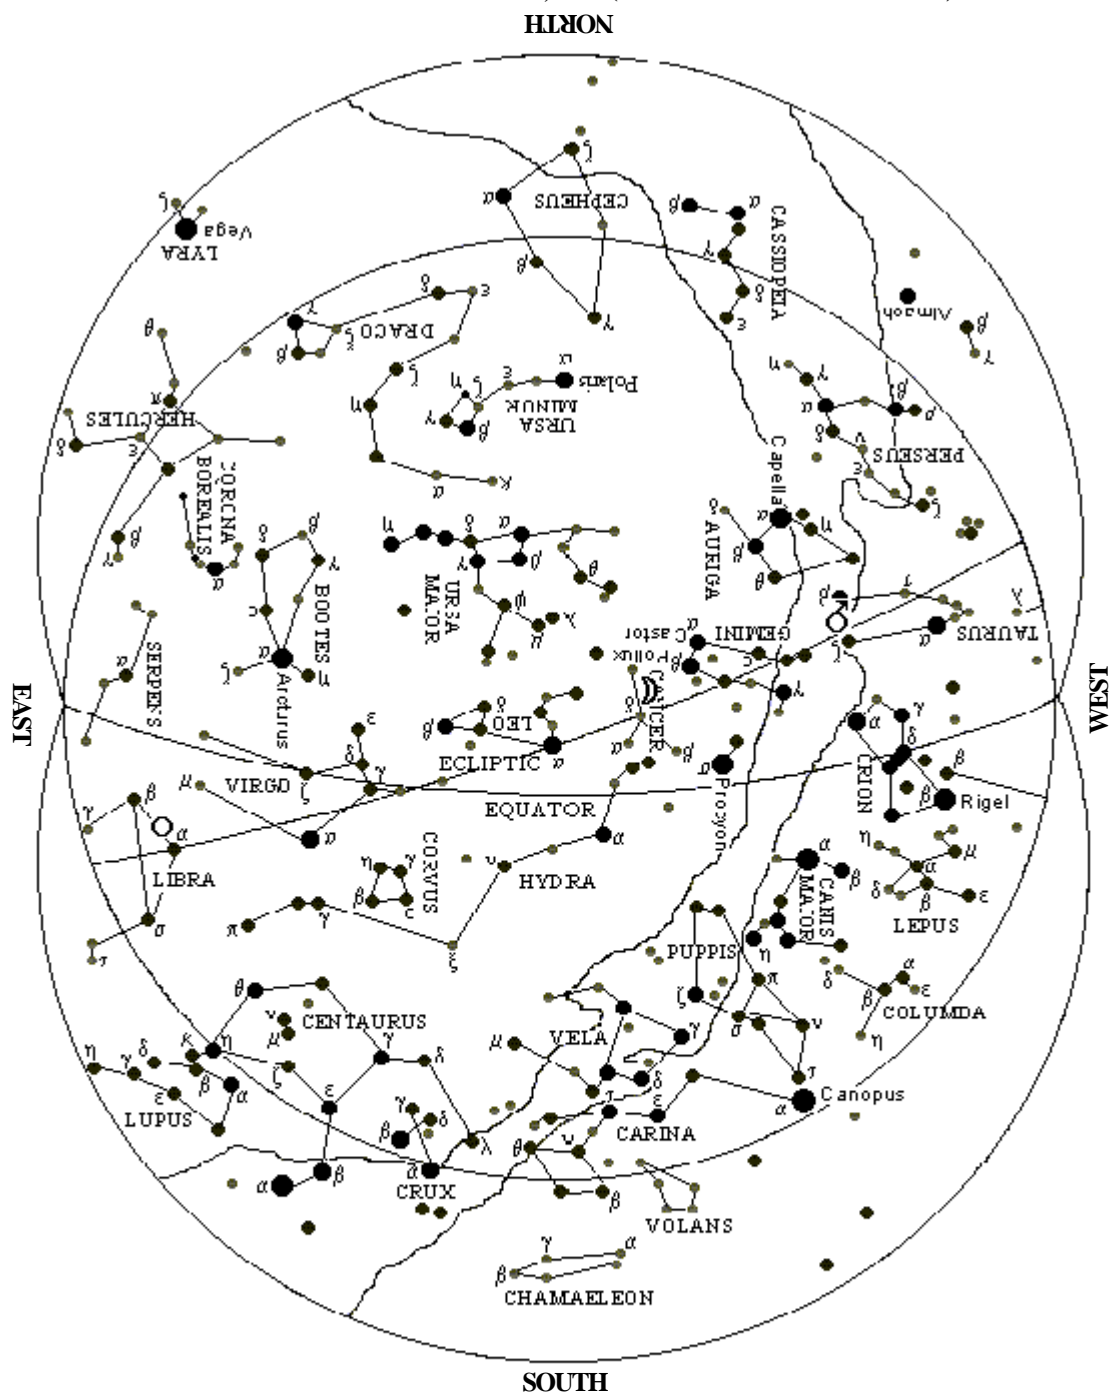 NORTH
ζ
α
CEPHEUS
β
α
CASSIOPEIA
ζ
Vega
LYRA
β
γ
γ
δ
ε
δ
ε
Almach
β
γ
θ
γ
ξ
β
DRACO
α
Polaris
ε
ζ
η
URSA
MINOR
γ
β
ζ
η
η
γ
α
β
ρ
δ
ν
ε
ζ
PERSEUS
π
HERCULES
δ
ε
β
γ
CORONA
BOREALIS
α
α
κ
Capella
α
δ
η
β
θ
AURIGA
δ
β
γ
c
BOOTES
α
ζ
η
Arcturus
η
δ
α
γ
β
URSA
MAJOR
θ
ψ
μ
λ
β
τ
λ
α
ζ
TAURUS
SERPENS
α
α
Castor
GEMINI
Pollux
β
c
γ
CANCER
δ
α
β
EAST
WEST
δ
β
LEO
α
ECLIPTIC
ε
δ
γ
VIRGO
ζ
α
μ
α
γ
δ
ORION
β
β
Rigel
α
Procyon
EQUATOR
γ
β
α
LIBRA
σ
τ
α
ν
HYDRA
CORVUS
η
γ
β
ε
γ
π
ξ
α
β
CANIS
MAJOR
η
η
μ
α
δ
β
ε
LEPUS
PUPPIS
π
ζ
σ
ν
τ
δ
α
β
ε
COLUMBA
η
θ
ν
CENTAURUS
μ
κ
η
ζ
γ
δ
ε
μ
VELA
γ
δ
η
γ
δ
β
α
ε
LUPUS
α
Canopus
ε
CARINA
γ
δ
β
λ
θ
ν
α
β
α
CRUX
β
VOLANS
γ
α
β
CHAMAELEON
SOUTH